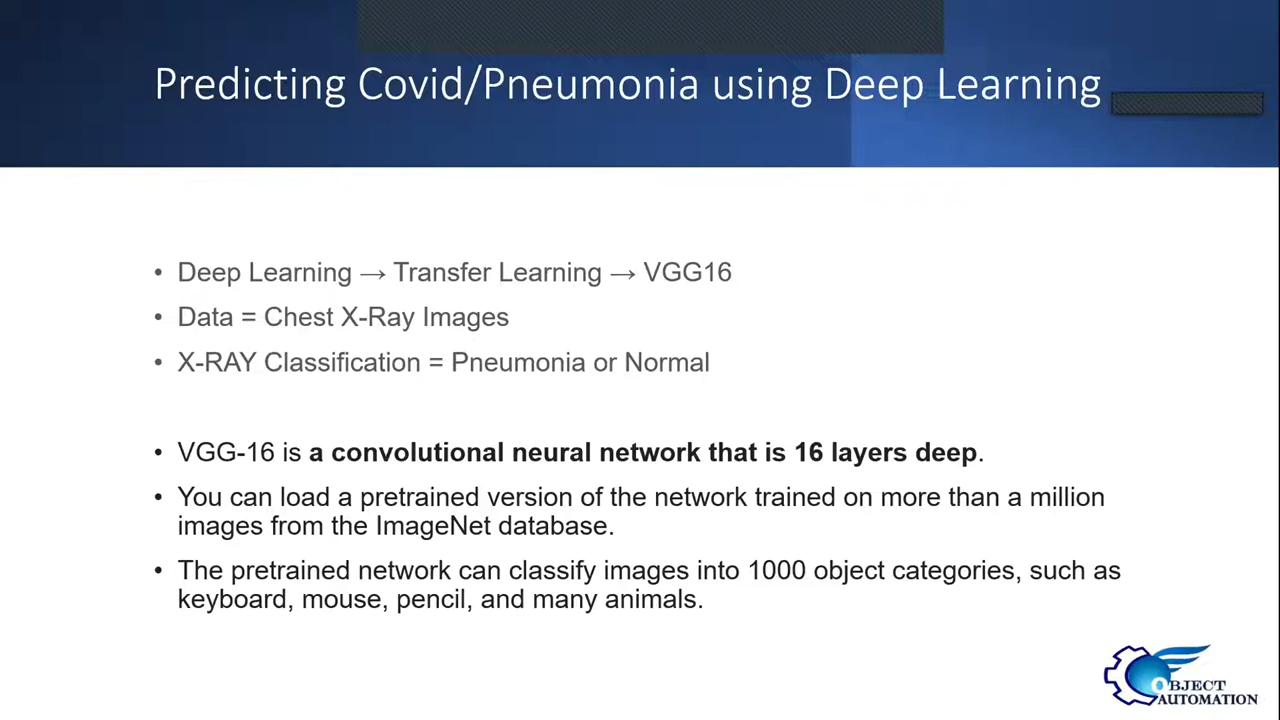 Predicting Covid/Pneumonia using Deep Learning
• Deep Learning → Transfer Learning → VGG16
• Data = Chest X-Ray Images
• X-RAY Classification = Pneumonia or Normal
• VGG-16 is a convolutional neural network that is 16 layers deep.
• You can load a pretrained version of the network trained on more than a million
images from the ImageNet database.
• The pretrained network can classify images into 1000 object categories, such as
keyboard, mouse, pencil, and many animals.
OBJECT
AUTOMATION